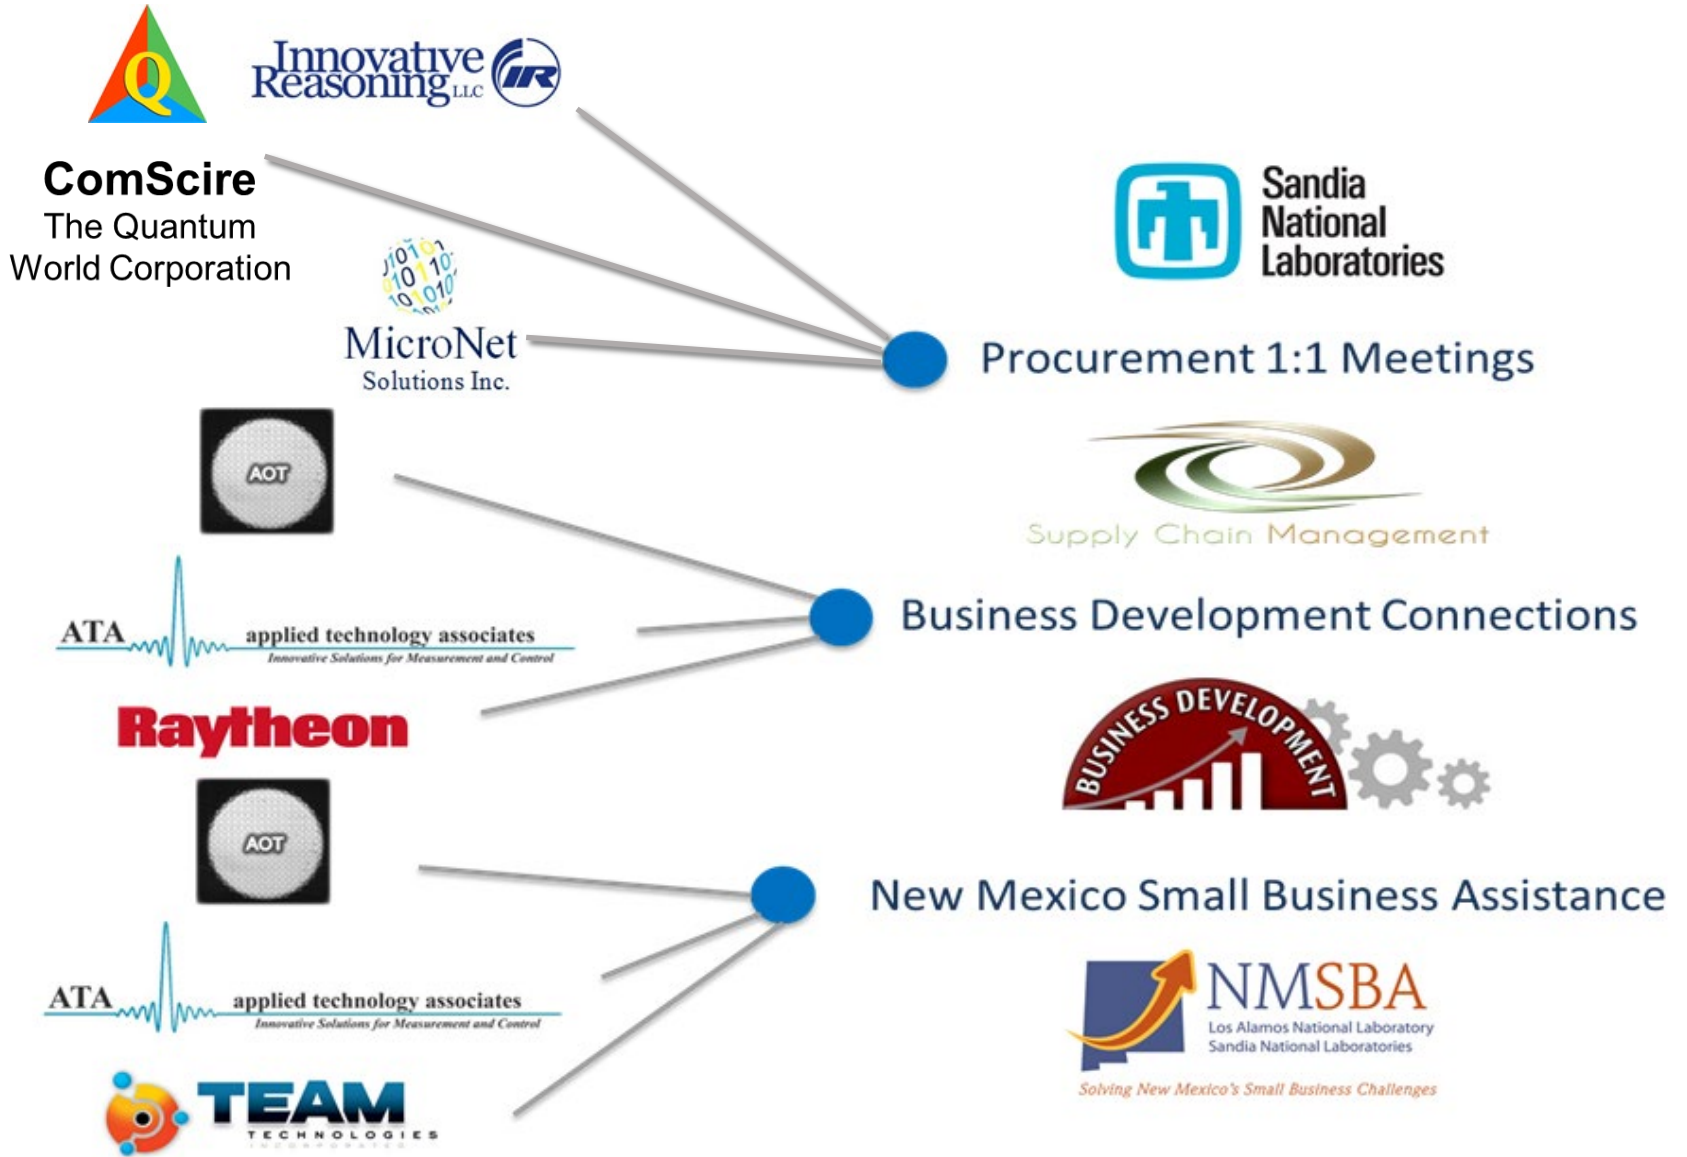 Q
Innovative
Reasoning LLC
IR
ComScire
The Quantum
World Corporation
MicroNet
Solutions Inc.
AOT
ATA
applied technology associates
Innovative Solutions for Measurement and Control
Raytheon
AOT
ATA
applied technology associates
Innovative Solutions for Measurement and Control
TEAM
TECHNOLOGIES
INCORPORATED
Sandia
National
Laboratories
Procurement 1:1 Meetings
Supply Chain Management
Business Development Connections
BUSINESS DEVELOPMENT
New Mexico Small Business Assistance
NMSBA
Los Alamos National Laboratory
Sandia National Laboratories
Solving New Mexico's Small Business Challenges